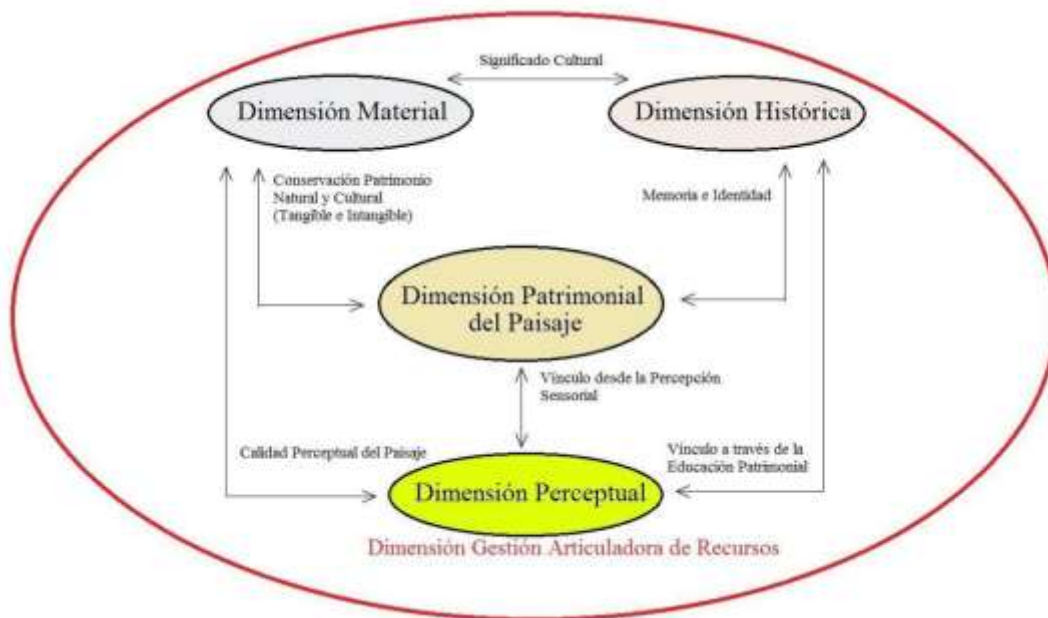 Significado Cultural
Dimensión Material
Dimensión Histórica
Conservación Patrimonio
Natural y Cultural
(Tangible e Intangible)
Memoria e Identidad
Dimensión Patrimonial
del Paisaje
Vínculo desde la Percepción
Sensorial
Calidad Perceptual del Paisaje
Vínculo a través de la
Educación Patrimonial
Dimensión Perceptual
Dimensión Gestión Articuladora de Recursos